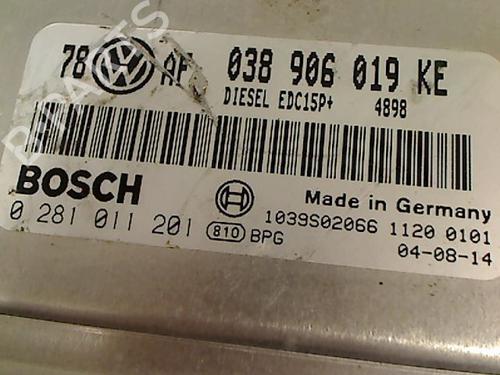 78 AF 038 906 019 KE
DIESEL EDC15P+ 4898
BOSCH
Made in Germany
0 281 011 201
810 BPG
1039S02066 1120 0101
04-08-14